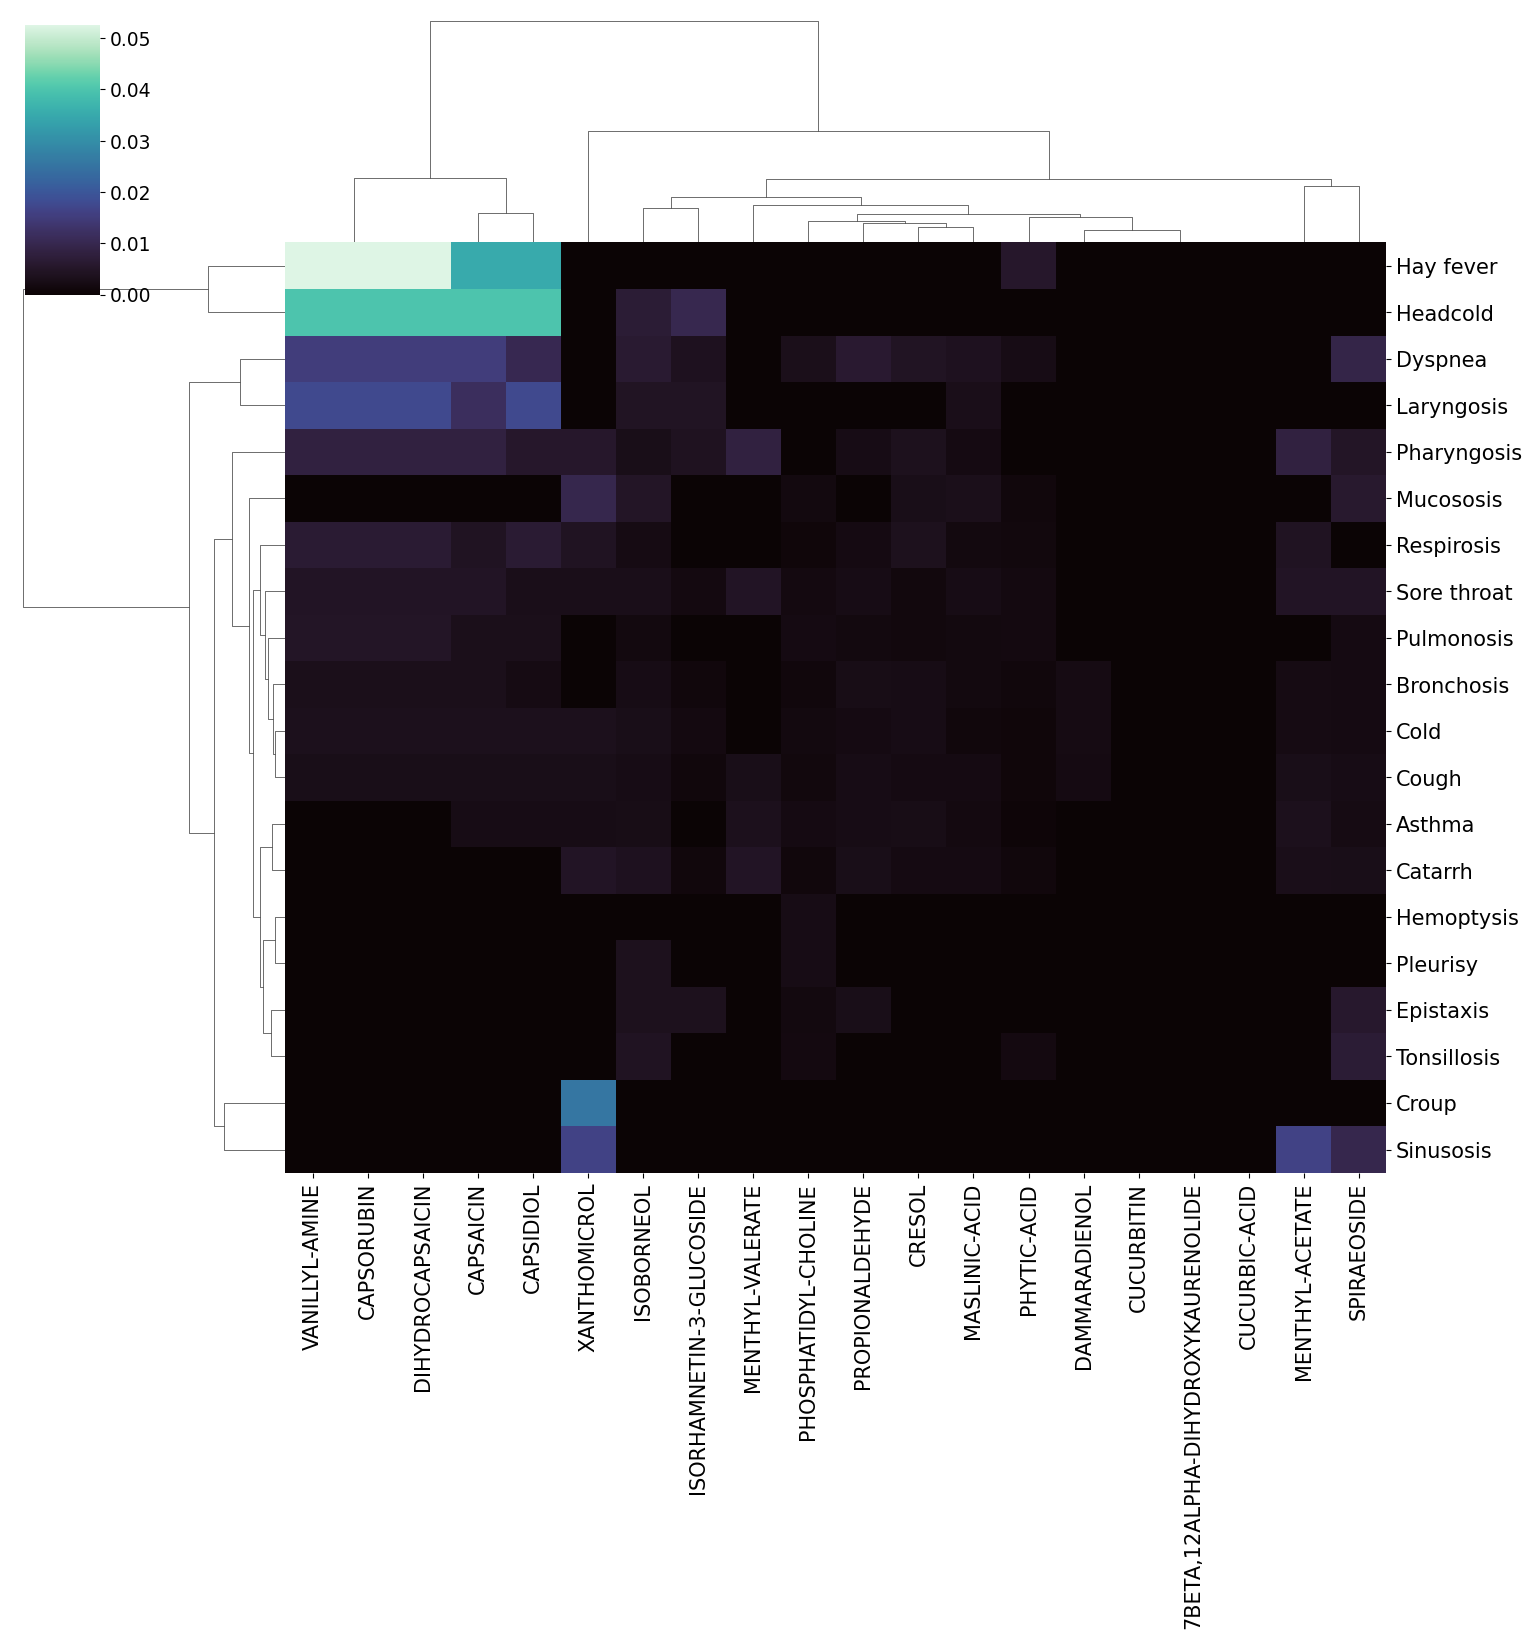 0.05
0.04
0.03
0.02
0.01
0.00
Hay fever
Headcold
Dyspnea
Laryngosis
Pharyngosis
Mucososis
Respirosis
Sore throat
Pulmonosis
Bronchosis
Cold
Cough
Asthma
Catarrh
Hemoptysis
Pleurisy
Epistaxis
Tonsillosis
Croup
Sinusosis
VANILLYL-AMINE
CAPSORUBIN
DIHYDROCAPSAICIN
CAPSAICIN
CAPSIDIOL
XANTHOMICROL
ISOBORNEOL
ISORHAMNETIN-3-GLUCOSIDE
MENTHYL-VALERATE
PHOSPHATIDYL-CHOLINE
PROPIONALDEHYDE
CRESOL
MASLINIC-ACID
PHYTIC-ACID
DAMMARADIENOL
CUCURBITIN
7BETA,12ALPHA-DIHYDROXYKAURENOLIDE
CUCURBIC-ACID
MENTHYL-ACETATE
SPIRAEOSIDE